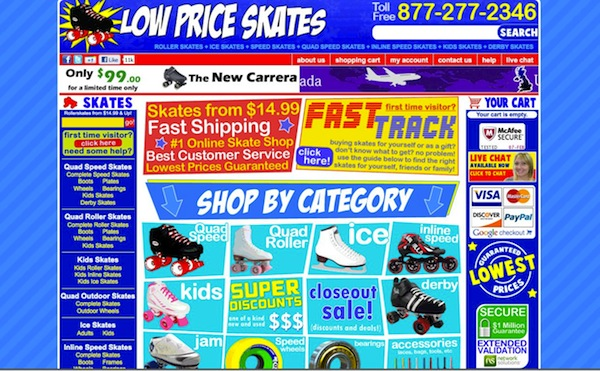 LOW PRICE SKATES
Toll Free 877-277-2346
SEARCH
ROLLER SKATES • ICE SKATES • SPEED SKATES • QUAD SPEED SKATES • INLINE SPEED SKATES • KIDS SKATES • DERBY SKATES
Like
about us
shopping cart
my account
contact us
help
live chat
Only $99.00
for a limited time only
The New Carrera
ada
SKATES
Rollerskates from $14.99 & Up!
go!
first time visitor?
click here
need some help?
Quad Speed Skates
Complete Speed Skates
Boots Plates
Wheels Bearings
Kids Skates
Derby Skates
Quad Roller Skates
Complete Roller Skates
Boots Plates
Wheels Bearings
Kids Skates
Kids Skates
Kids Roller Skates
Kids Inline Skates
Kids Ice Skates
Quad Outdoor Skates
Complete Skates
Outdoor Wheels
Ice Skates
Adults Kids
Inline Speed Skates
Complete Skates
Boots Frames
Wheels Bearings
Skates from $14.99
Fast Shipping
#1 Online Skate Shop
Best Customer Service
Lowest Prices Guaranteed
FAST TRACK
first time visitor?
buying skates for yourself or as a gift?
don't know what to get? no problem!
use the guide below to find the right
skates for yourself, friends or family!
click here!
SHOP BY CATEGORY
Quad Speed
Quad Roller
ice
inline speed
kids
SUPER DISCOUNTS
one of a kind
new and used
$$$
closeout sale!
(discounts and deals!)
derby
jam
Speed wheels
bearings
accessories
laces, bags, tools, etc
YOUR CART
Your cart is empty.
McAfee SECURE
TESTED
LIVE CHAT
AVAILABLE NOW
CLICK TO CHAT
VISA
MasterCard
DISCOVER
PayPal
Google checkout
GUARANTEED
LOWEST
PRICES
SECURE
$1 Million
Guarantee
EXTENDED
VALIDATION
network solutions